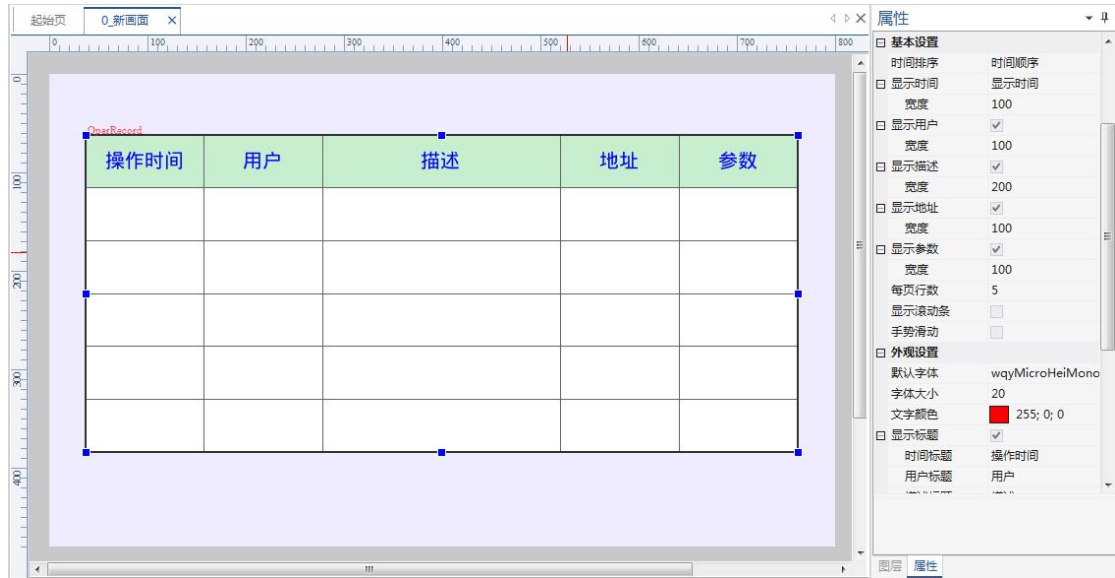 起始页 0_新画面
0 100 200 300 400 500 600 700 800
0
100
200
300
400
OperRecord
操作时间 用户 描述 地址 参数
属性
基本设置
时间排序 时间顺序
显示时间 显示时间
宽度 100
显示用户
宽度 100
显示描述
宽度 200
显示地址
宽度 100
显示参数
宽度 100
每页行数 5
显示滚动条
手势滑动
外观设置
默认字体 wqyMicroHeiMono
字体大小 20
文字颜色 255; 0; 0
显示标题
时间标题 操作时间
用户标题 用户
图层 属性